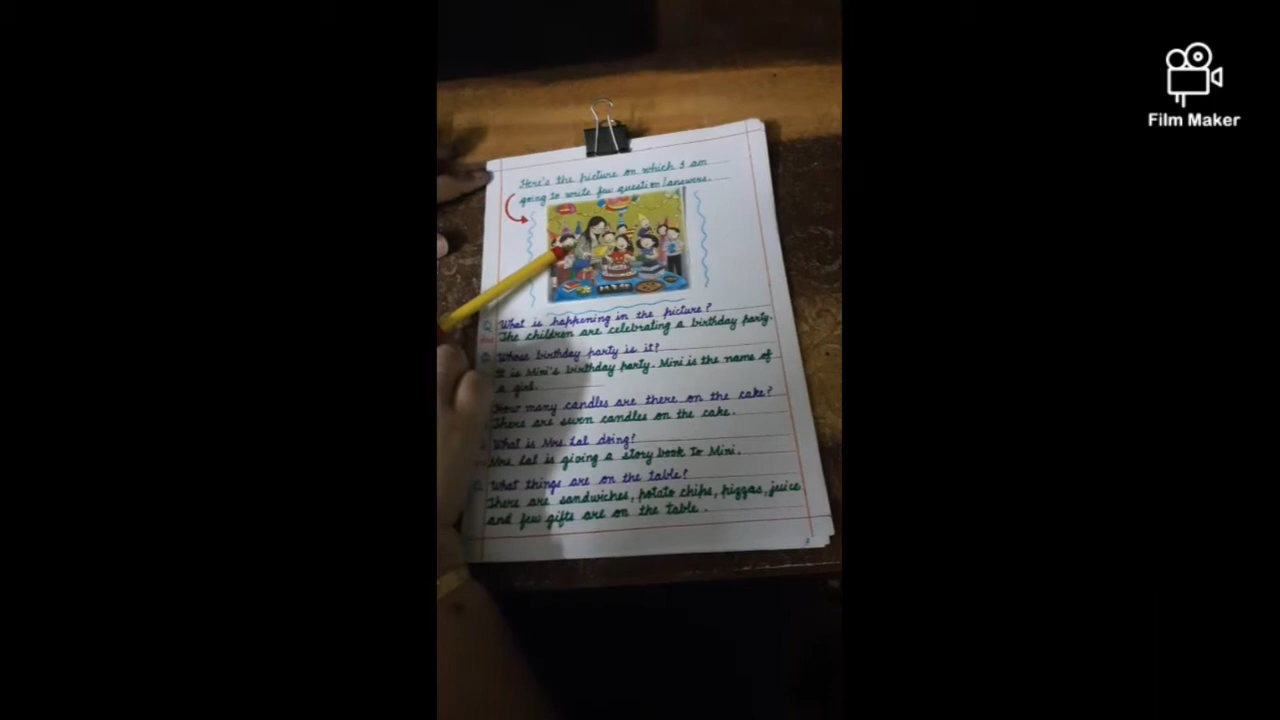 Film Maker
Here's the picture on which I am
going to write few question/answers.
Q. What is happening in the picture?
Ans The children are celebrating a birthday party.
Q. Whose birthday party is it?
It is Mini's birthday party. Mini is the name of
a girl.
How many candles are there on the cake?
There are seven candles on the cake.
What is Mrs. Lal doing?
Mrs. Lal is giving a story book to Mini.
Q. What things are on the table?
There are sandwiches, potato chips, pizzas, juice
and few gifts are on the table.